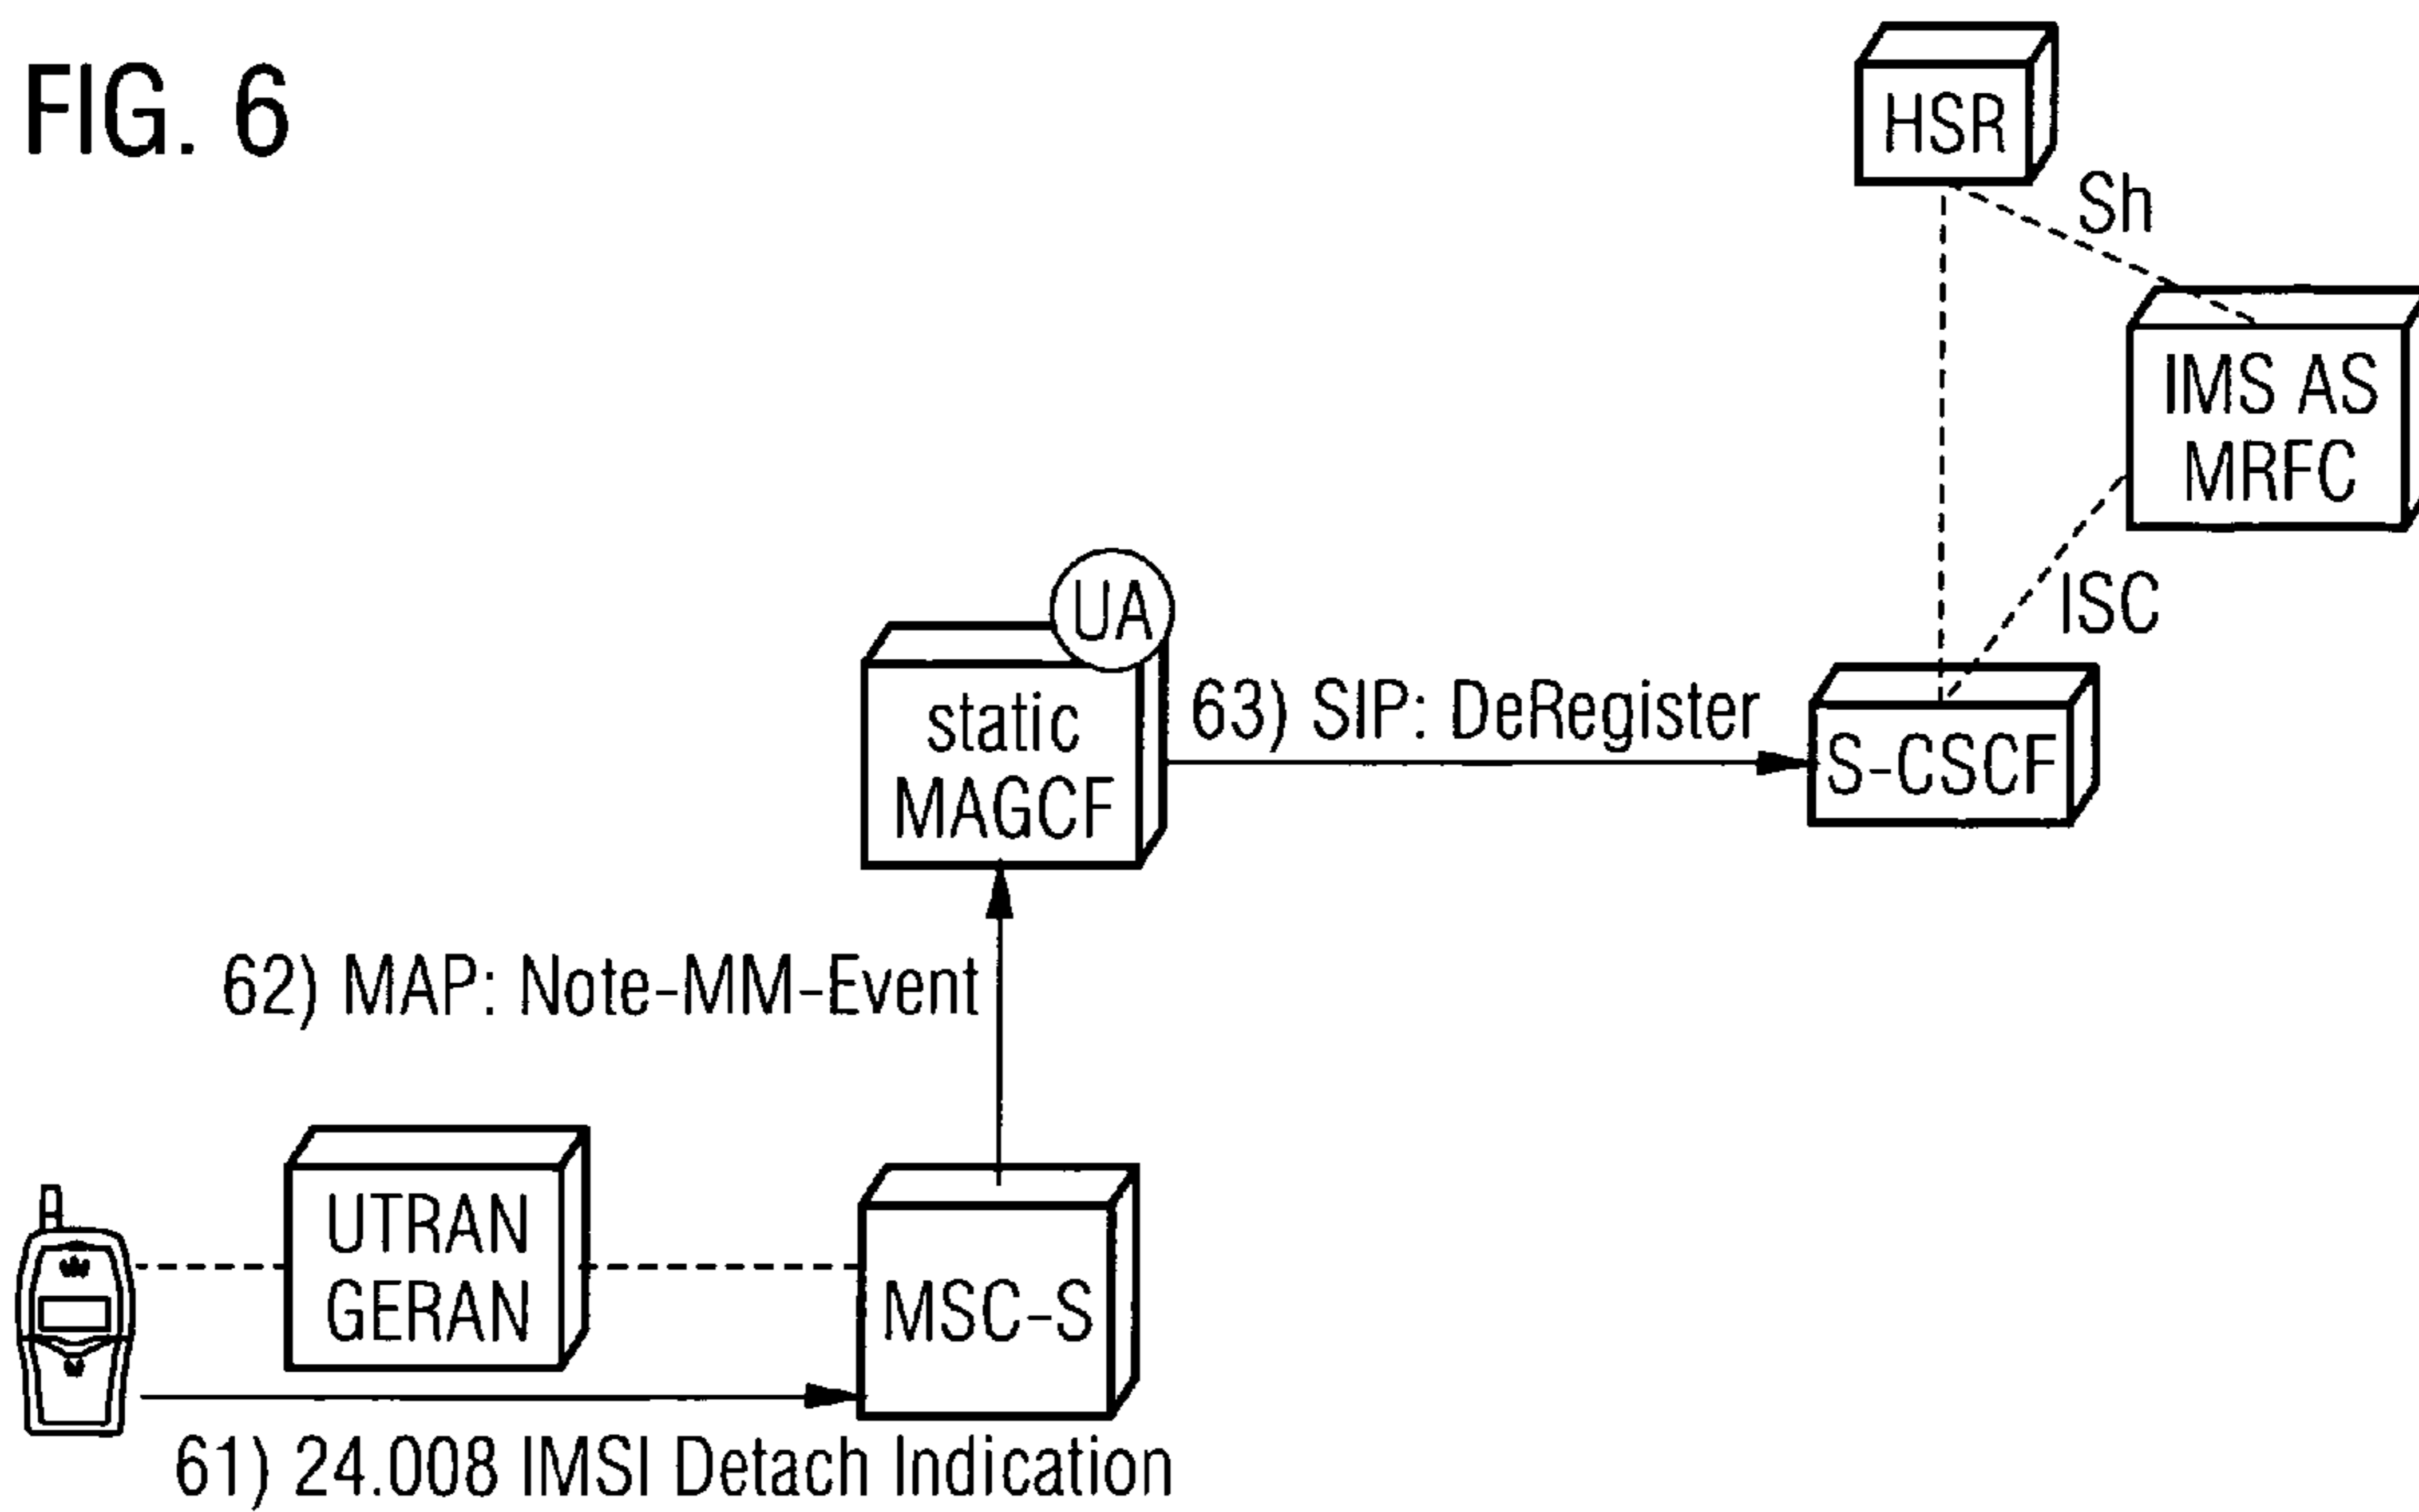 FIG. 6
HSR
Sh
IMS AS
MRFC
UA
ISC
static
MAGCF
63) SIP: DeRegister
S-CSCF
62) MAP: Note-MM-Event
UTRAN
GERAN
MSC-S
61) 24.008 IMSI Detach Indication